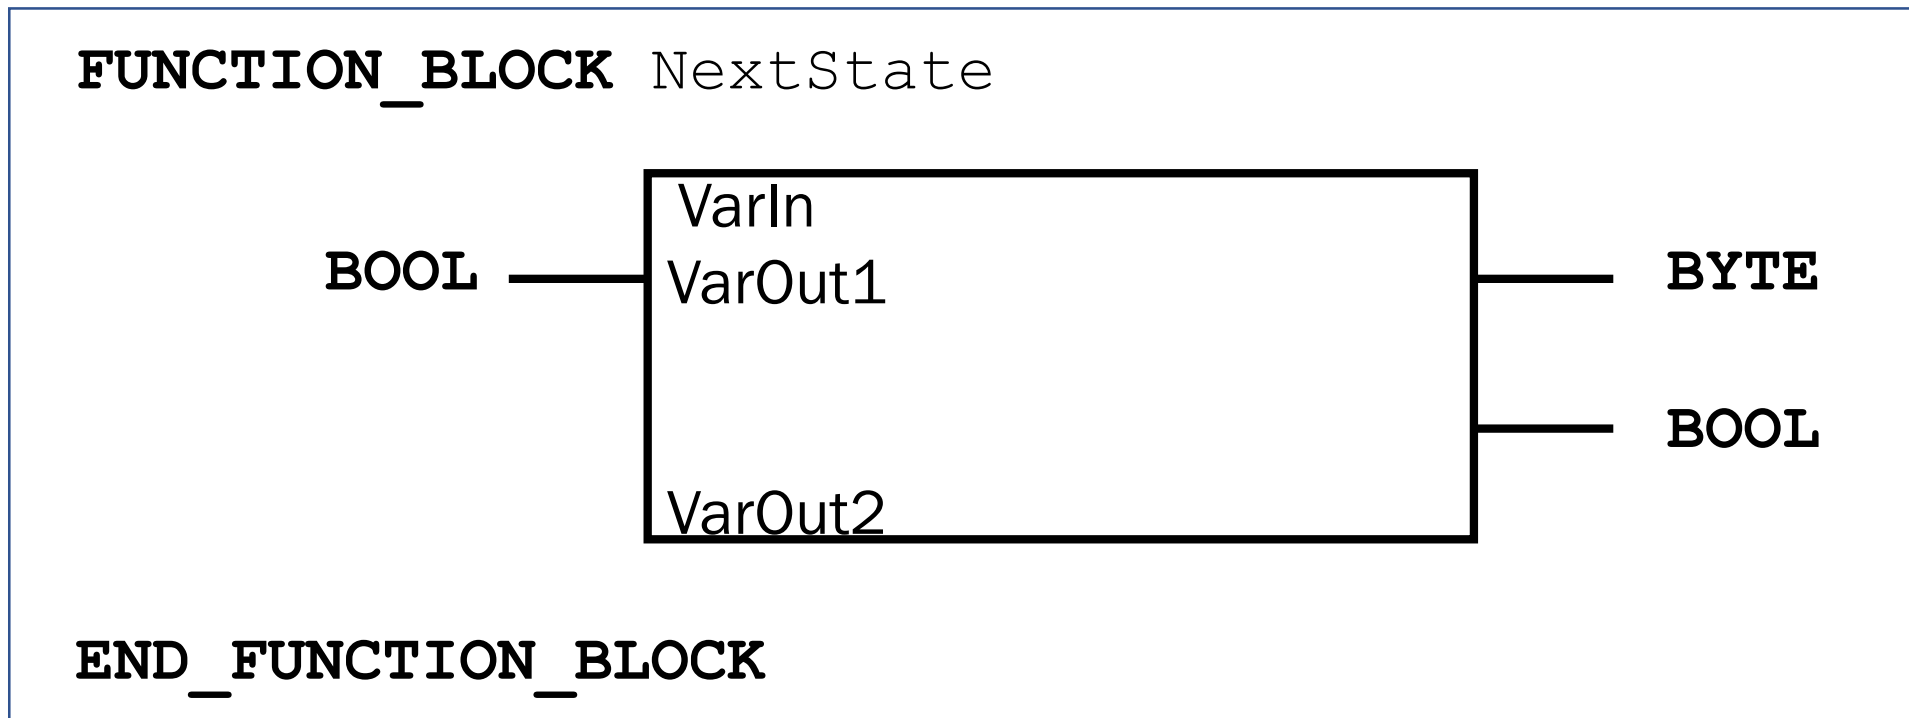 FUNCTION_BLOCK NextState
VarIn
BOOL VarOut1 BYTE
BOOL
VarOut2
END_FUNCTION_BLOCK